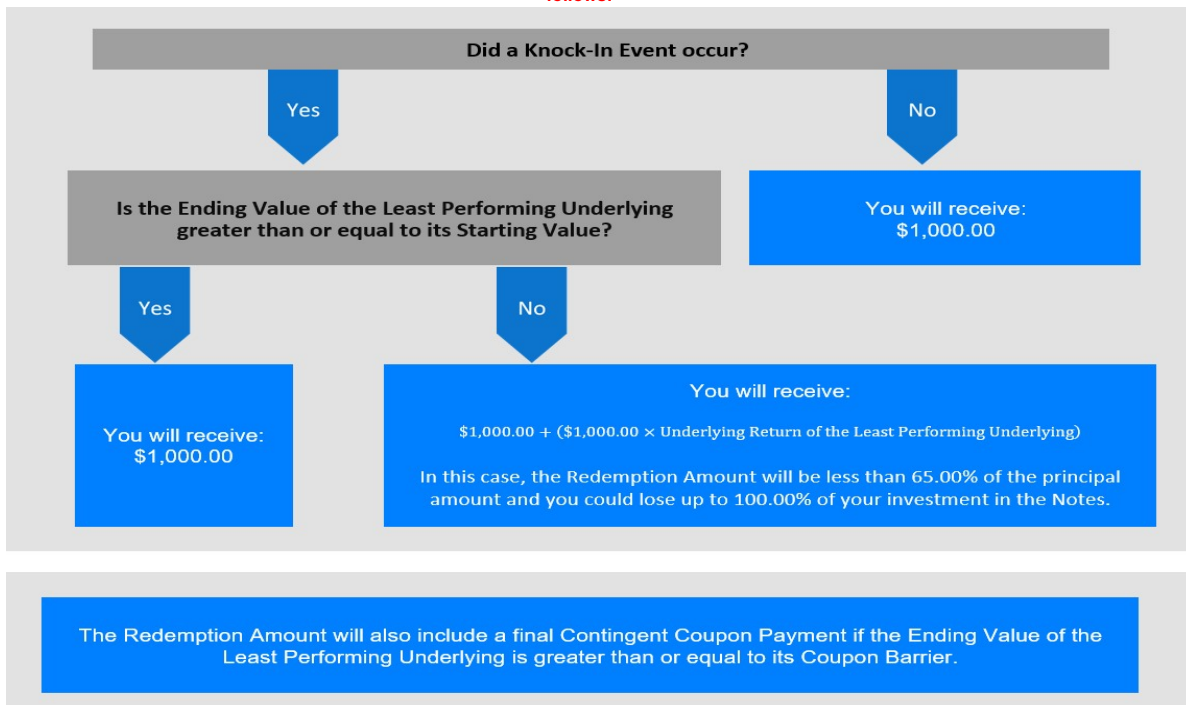 Did a Knock-In Event occur?
Yes
No
Is the Ending Value of the Least Performing Underlying
greater than or equal to its Starting Value?
You will receive:
$1,000.00
Yes
No
You will receive:
$1,000.00
You will receive:
$1,000.00 + ($1,000.00 × Underlying Return of the Least Performing Underlying)
In this case, the Redemption Amount will be less than 65.00% of the principal
amount and you could lose up to 100.00% of your investment in the Notes.
The Redemption Amount will also include a final Contingent Coupon Payment if the Ending Value of the
Least Performing Underlying is greater than or equal to its Coupon Barrier.